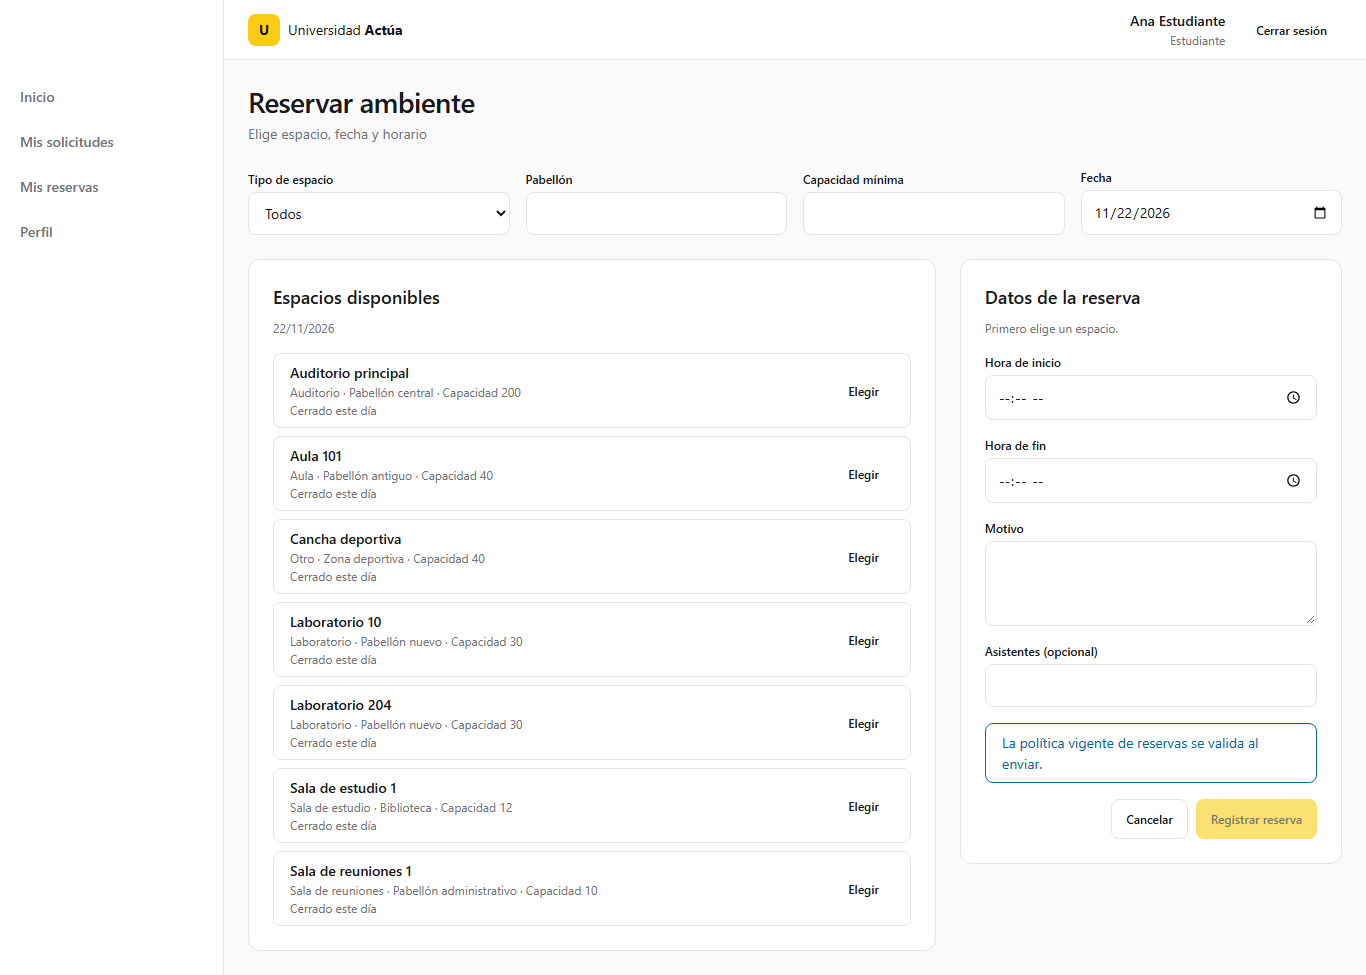 U Universidad Actúa
Ana Estudiante
Estudiante
Cerrar sesión
Inicio
Mis solicitudes
Mis reservas
Perfil
Reservar ambiente
Elige espacio, fecha y horario
Tipo de espacio
Todos
Pabellón
Capacidad mínima
Fecha
11/22/2026
Espacios disponibles
22/11/2026
Auditorio principal
Auditorio · Pabellón central · Capacidad 200
Cerrado este día
Elegir
Aula 101
Aula · Pabellón antiguo · Capacidad 40
Cerrado este día
Elegir
Cancha deportiva
Otro · Zona deportiva · Capacidad 40
Cerrado este día
Elegir
Laboratorio 10
Laboratorio · Pabellón nuevo · Capacidad 30
Cerrado este día
Elegir
Laboratorio 204
Laboratorio · Pabellón nuevo · Capacidad 30
Cerrado este día
Elegir
Sala de estudio 1
Sala de estudio · Biblioteca · Capacidad 12
Cerrado este día
Elegir
Sala de reuniones 1
Sala de reuniones · Pabellón administrativo · Capacidad 10
Cerrado este día
Elegir
Datos de la reserva
Primero elige un espacio.
Hora de inicio
--:-- --
Hora de fin
--:-- --
Motivo
Asistentes (opcional)
La política vigente de reservas se valida al
enviar.
Cancelar
Registrar reserva